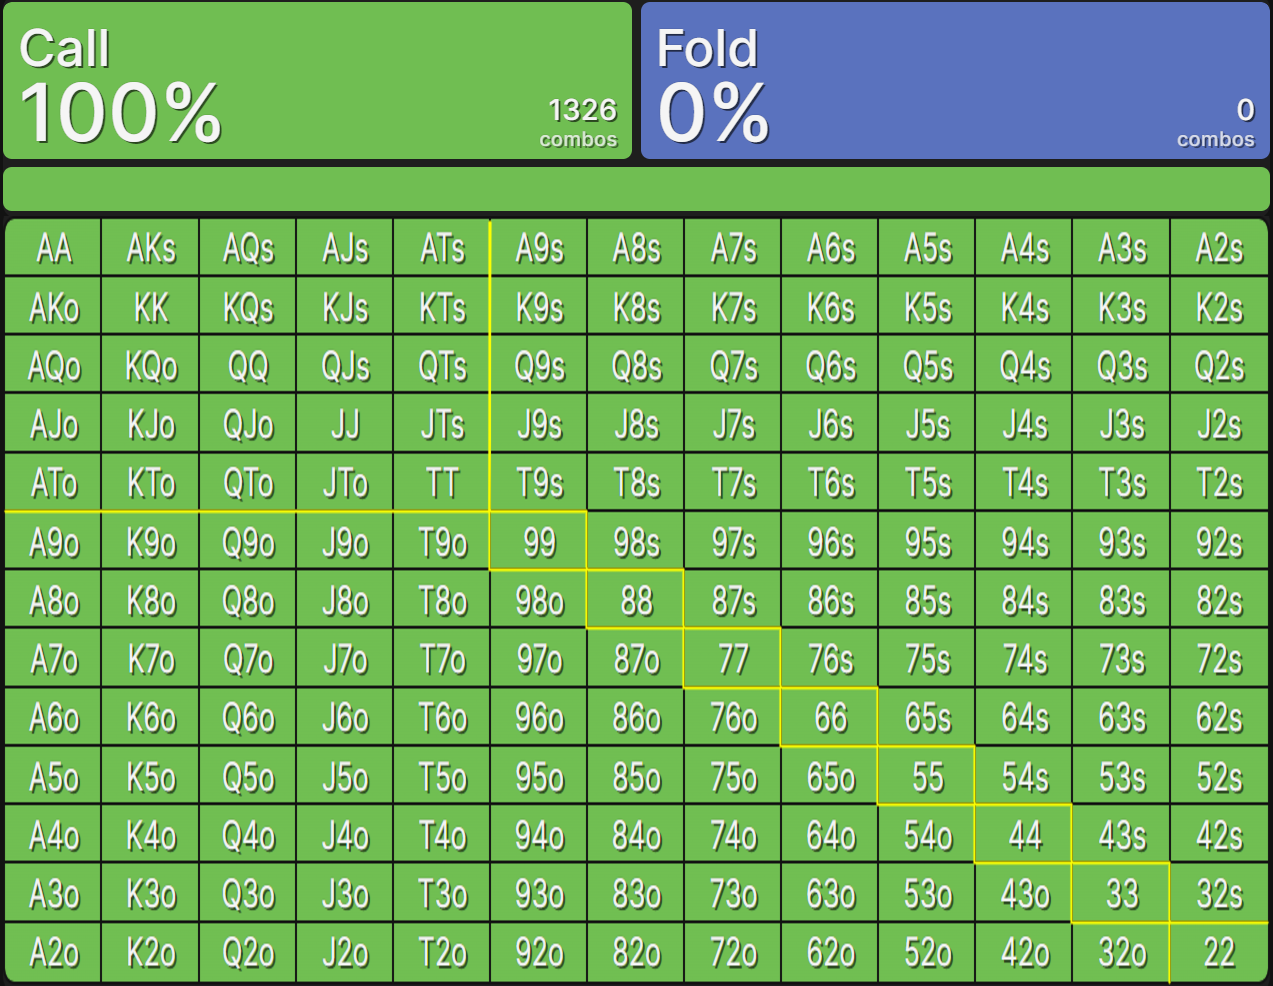 Call
100%
1326
combos
Fold
0%
0
combos
AA AKs AQs AJs ATs A9s A8s A7s A6s A5s A4s A3s A2s
AKo KK KQs KJs KTs K9s K8s K7s K6s K5s K4s K3s K2s
AQo KQo QQ QJs QTs Q9s Q8s Q7s Q6s Q5s Q4s Q3s Q2s
AJo KJo QJo JJ JTs J9s J8s J7s J6s J5s J4s J3s J2s
ATo KTo QTo JTo TT T9s T8s T7s T6s T5s T4s T3s T2s
A9o K9o Q9o J9o T9o 99 98s 97s 96s 95s 94s 93s 92s
A8o K8o Q8o J8o T8o 98o 88 87s 86s 85s 84s 83s 82s
A7o K7o Q7o J7o T7o 97o 87o 77 76s 75s 74s 73s 72s
A6o K6o Q6o J6o T6o 96o 86o 76o 66 65s 64s 63s 62s
A5o K5o Q5o J5o T5o 95o 85o 75o 65o 55 54s 53s 52s
A4o K4o Q4o J4o T4o 94o 84o 74o 64o 54o 44 43s 42s
A3o K3o Q3o J3o T3o 93o 83o 73o 63o 53o 43o 33 32s
A2o K2o Q2o J2o T2o 92o 82o 72o 62o 52o 42o 32o 22